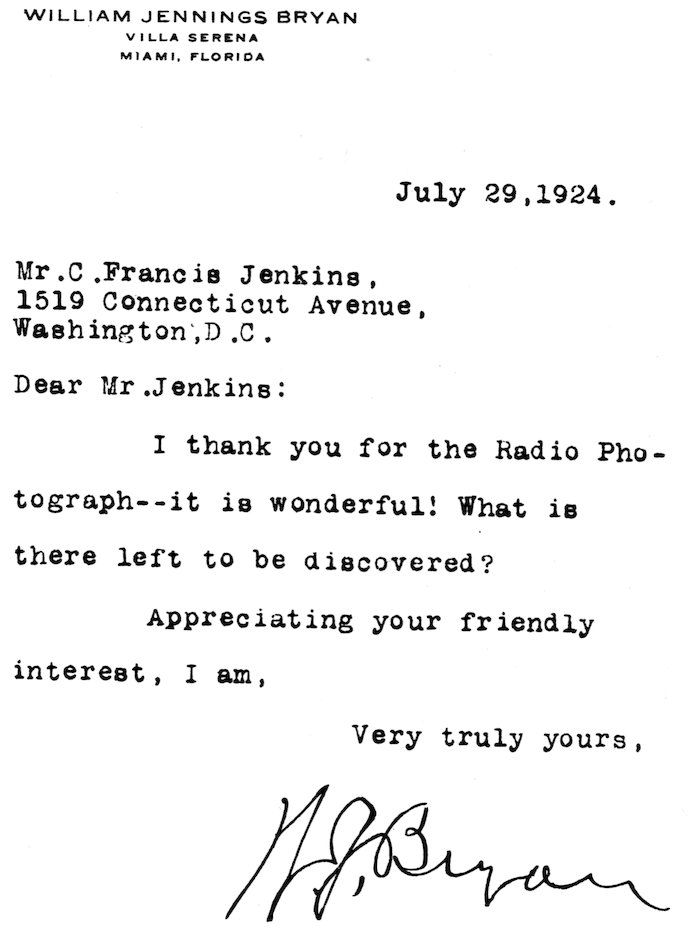 WILLIAM JENNINGS BRYAN
VILLA SERENA
MIAMI, FLORIDA
July 29,1924.
Mr.C.Francis Jenkins,
1519 Connecticut Avenue,
Washington,D.C.
Dear Mr.Jenkins:
I thank you for the Radio Pho-
tograph--it is wonderful! What is
there left to be discovered?
Appreciating your friendly
interest, I am,
Very truly yours,
W.J. Bryan